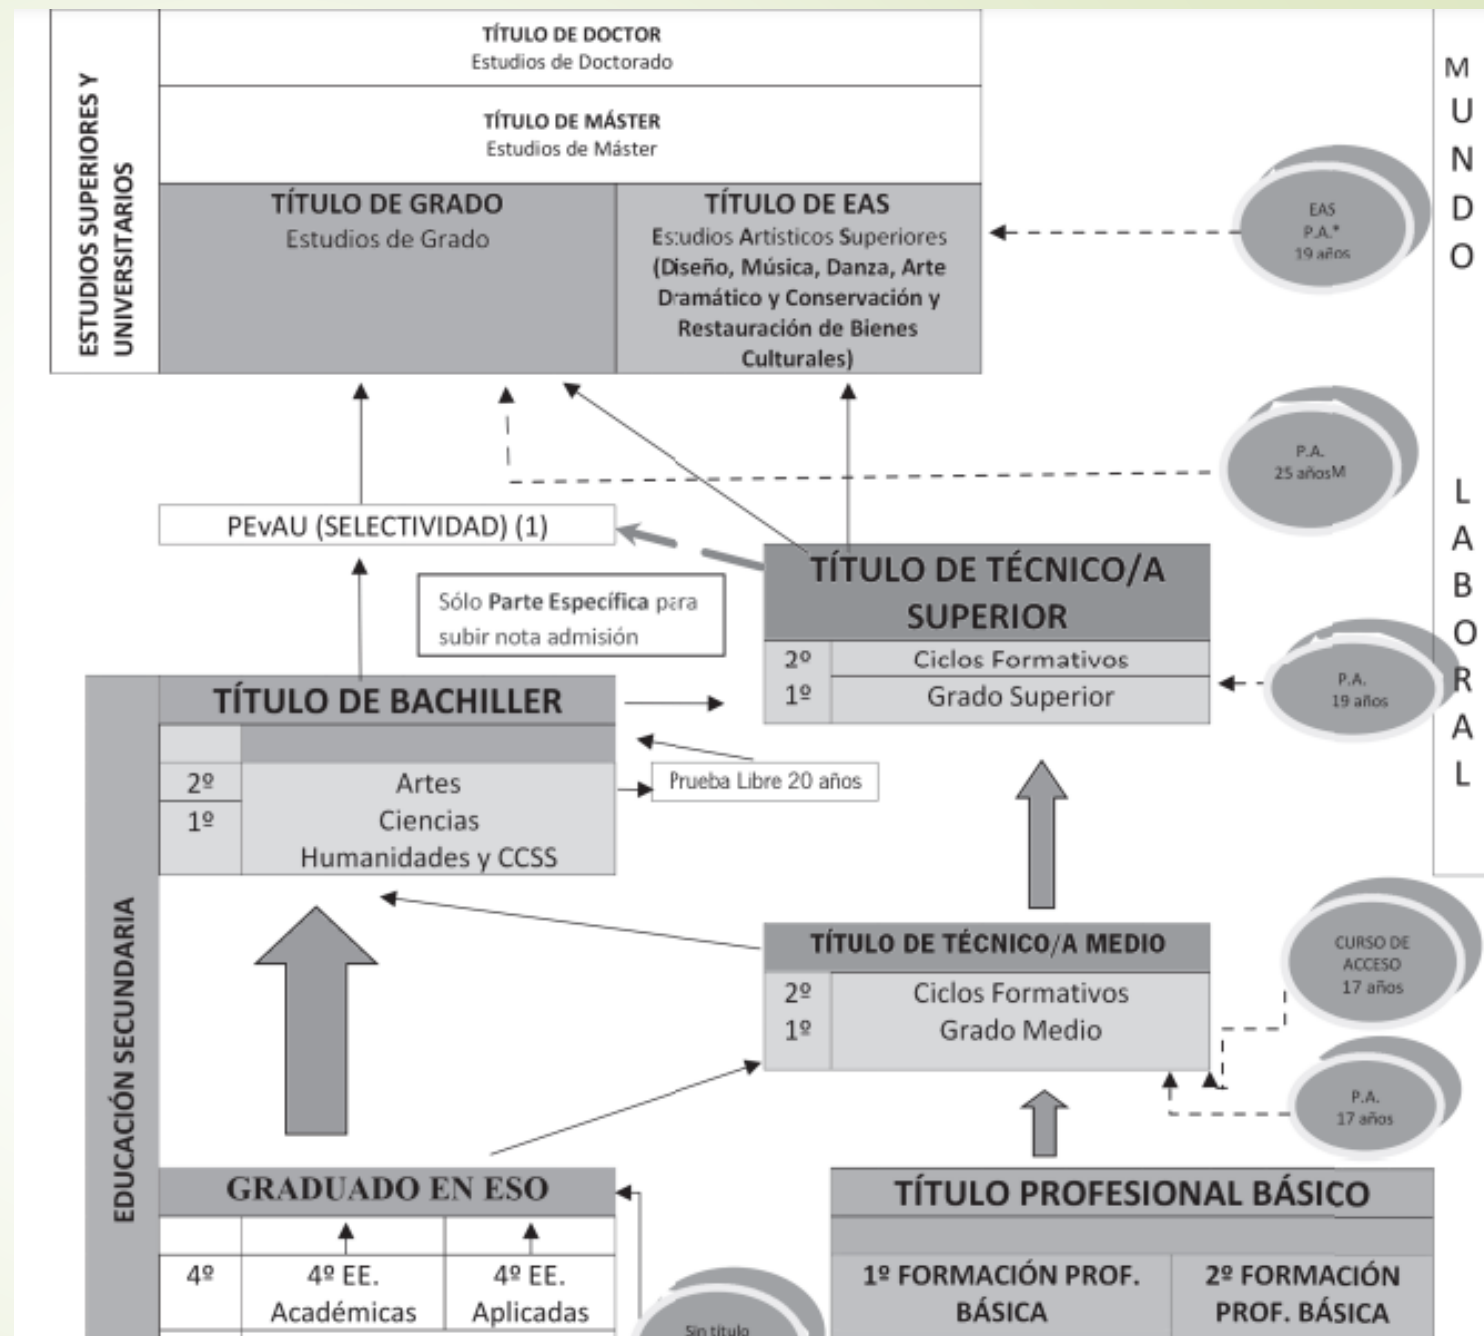 ESTUDIOS SUPERIORES Y
UNIVERSITARIOS
TÍTULO DE DOCTOR
Estudios de Doctorado
TÍTULO DE MÁSTER
Estudios de Máster
TÍTULO DE GRADO
Estudios de Grado
TÍTULO DE EAS
Estudios Artísticos Superiores
(Diseño, Música, Danza, Arte
Dramático y Conservación y
Restauración de Bienes
Culturales)
EAS
P.A.*
19 años
MUNDO
LABORAL
P.A.
25 añosM
PEvAU (SELECTIVIDAD) (1)
Sólo Parte Específica para
subir nota admisión
TÍTULO DE TÉCNICO/A
SUPERIOR
2º Ciclos Formativos
1º Grado Superior
P.A.
19 años
EDUCACIÓN SECUNDARIA
TÍTULO DE BACHILLER
2º Artes
1º Ciencias
Humanidades y CCSS
Prueba Libre 20 años
TÍTULO DE TÉCNICO/A MEDIO
2º Ciclos Formativos
1º Grado Medio
CURSO DE
ACCESO
17 años
P.A.
17 años
GRADUADO EN ESO
4º
4º EE.
Académicas
4º EE.
Aplicadas
Sin título
TÍTULO PROFESIONAL BÁSICO
1º FORMACIÓN PROF.
BÁSICA
2º FORMACIÓN
PROF. BÁSICA